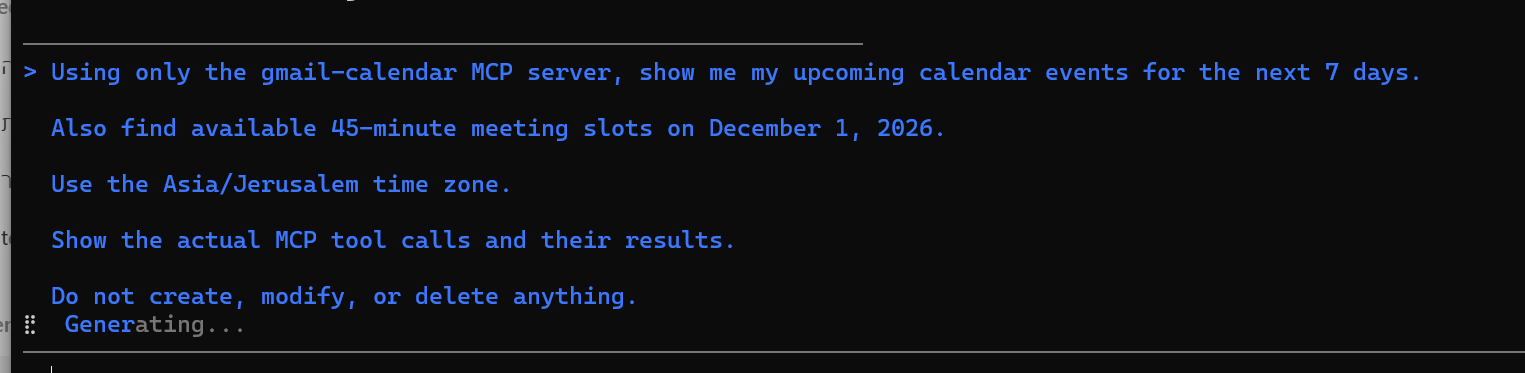 > Using only the gmail-calendar MCP server, show me my upcoming calendar events for the next 7 days.
Also find available 45-minute meeting slots on December 1, 2026.
Use the Asia/Jerusalem time zone.
Show the actual MCP tool calls and their results.
Do not create, modify, or delete anything.
⣿ Generating...